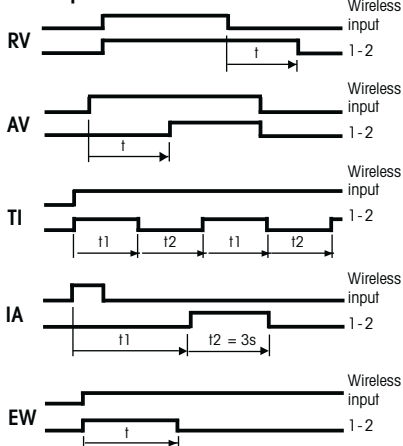 Wireless
input
RV
1-2
t
Wireless
input
AV
1-2
t
Wireless
input
TI
1-2
t1 t2 t1 t2
Wireless
input
IA
1-2
t1 t2 = 3s
Wireless
input
EW
1-2
t